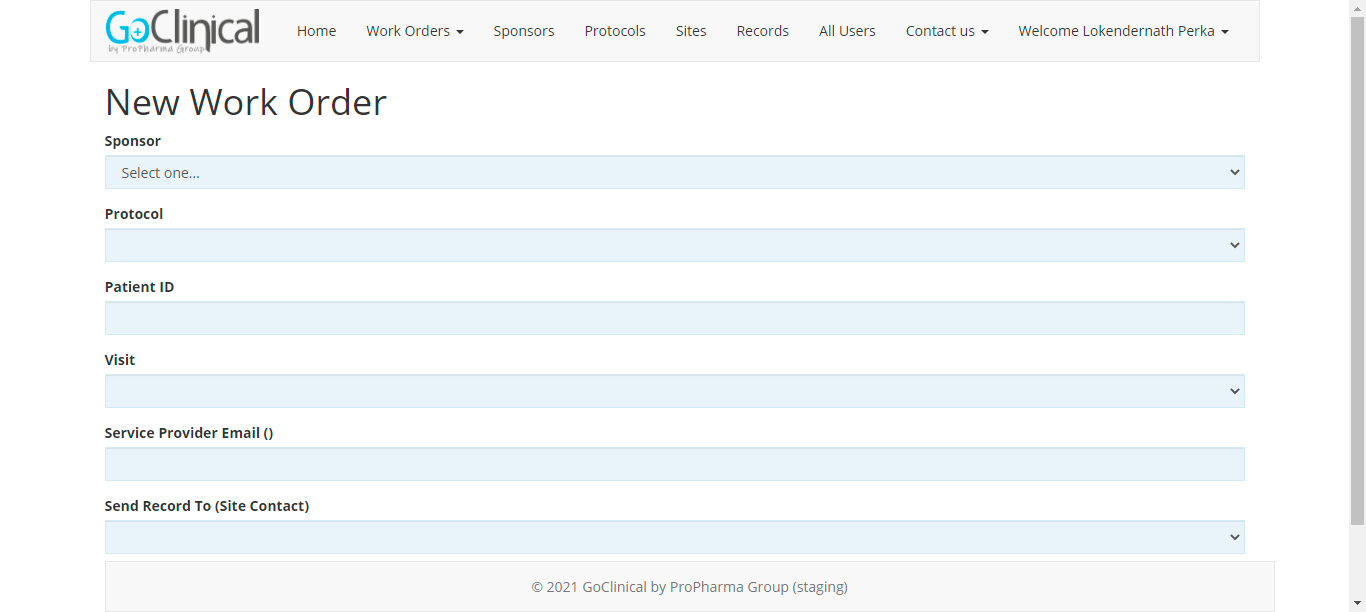 GoClinical
by ProPharma Group
Home Work Orders Sponsors Protocols Sites Records All Users Contact us Welcome Lokendernath Perka
New Work Order
Sponsor
Select one...
Protocol
Patient ID
Visit
Service Provider Email ()
Send Record To (Site Contact)
© 2021 GoClinical by ProPharma Group (staging)